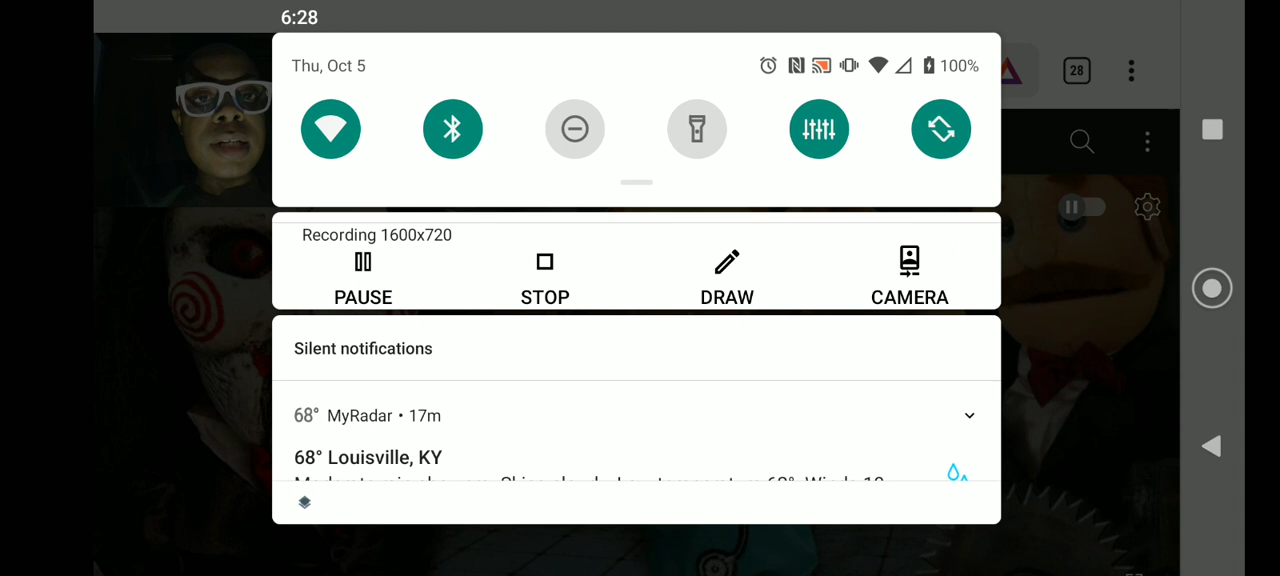 6:28
Thu, Oct 5
100%
28
Recording 1600x720
PAUSE
STOP
DRAW
CAMERA
Silent notifications
68° MyRadar • 17m
68° Louisville, KY